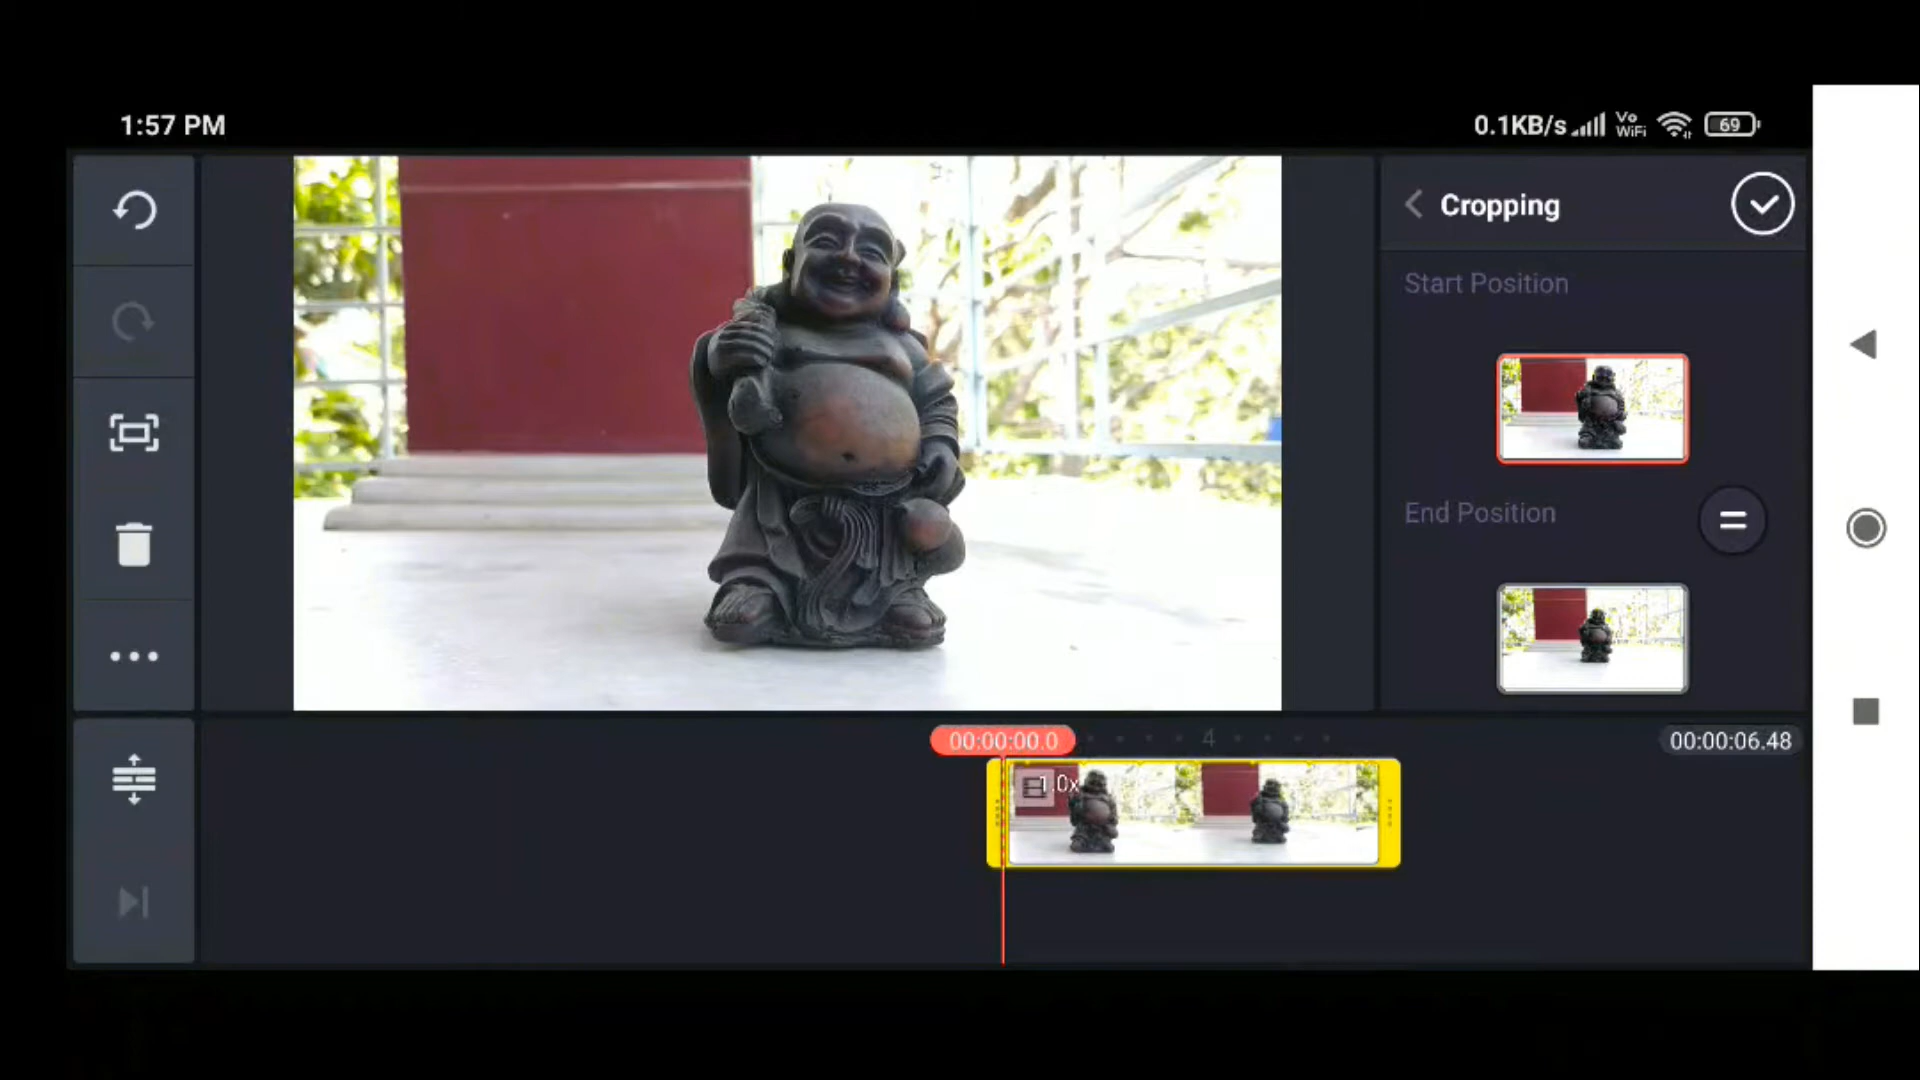 1:57 PM
0.1KB/s Vo WiFi 69
Cropping
Start Position
End Position
00:00:00.0
4
00:00:06.48
1.0x